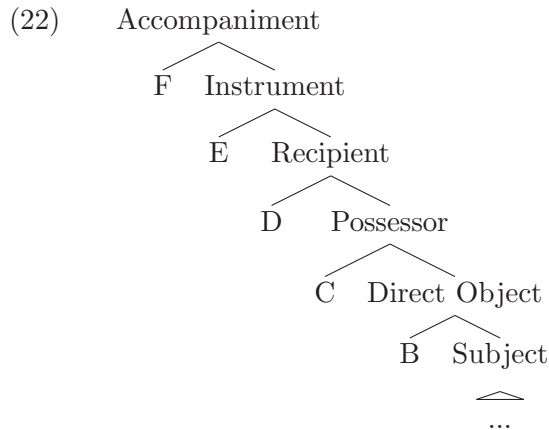 (22) Accompaniment
F Instrument
E Recipient
D Possessor
C Direct Object
B Subject
...